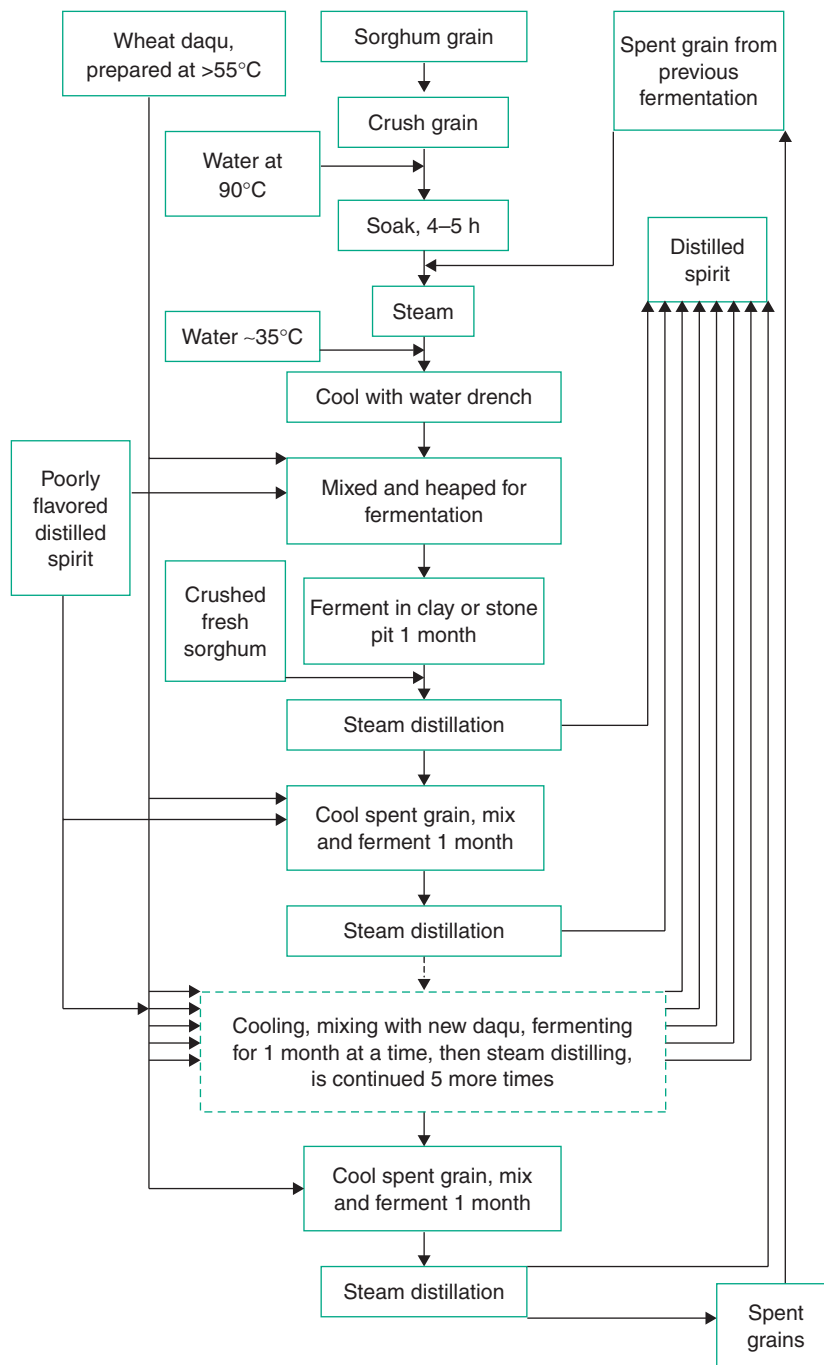 Wheat daqu,
prepared at >55°C
Sorghum grain
Spent grain from
previous
fermentation
Crush grain
Water at
90°C
Soak, 4–5 h
Distilled
spirit
Steam
Water ~35°C
Cool with water drench
Poorly
flavored
distilled
spirit
Mixed and heaped for
fermentation
Crushed
fresh
sorghum
Ferment in clay or stone
pit 1 month
Steam distillation
Cool spent grain, mix
and ferment 1 month
Steam distillation
Cooling, mixing with new daqu, fermenting
for 1 month at a time, then steam distilling,
is continued 5 more times
Cool spent grain, mix
and ferment 1 month
Steam distillation
Spent
grains